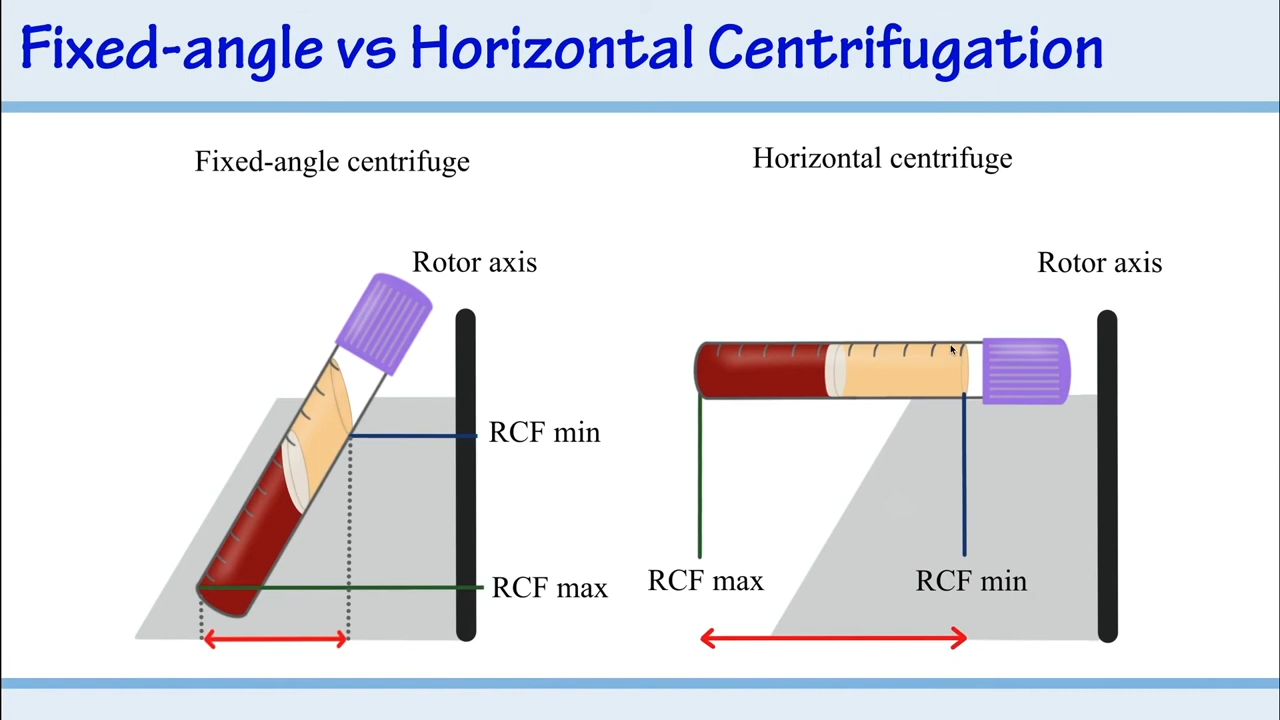 Fixed-angle vs Horizontal Centrifugation
Fixed-angle centrifuge
Rotor axis
RCF min
RCF max
Horizontal centrifuge
Rotor axis
RCF max
RCF min